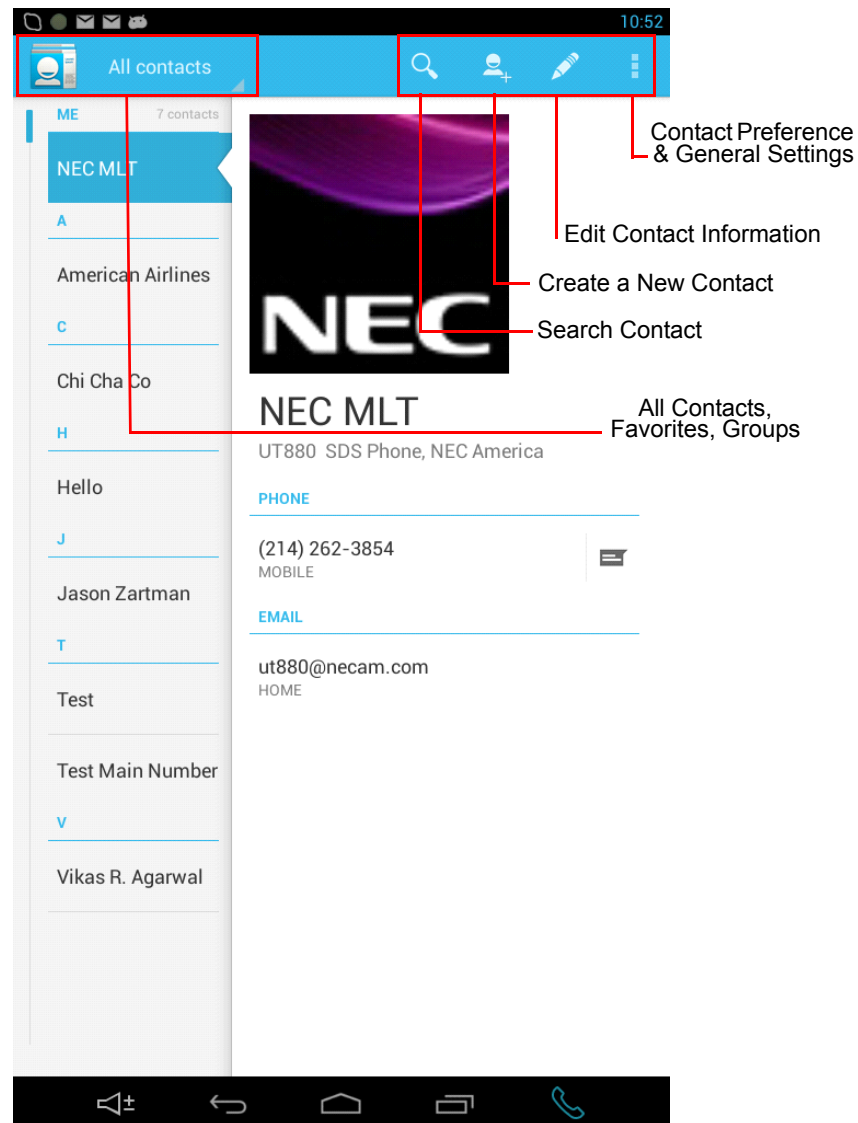 10:52
All contacts
ME 7 contacts
NEC MLT
A
American Airlines
C
Chi Cha Co
H
Hello
J
Jason Zartman
T
Test
Test Main Number
V
Vikas R. Agarwal
NEC
NEC MLT
UT880 SDS Phone, NEC America
PHONE
(214) 262-3854
MOBILE
EMAIL
ut880@necam.com
HOME
Contact Preference
& General Settings
Edit Contact Information
Create a New Contact
Search Contact
All Contacts,
Favorites, Groups